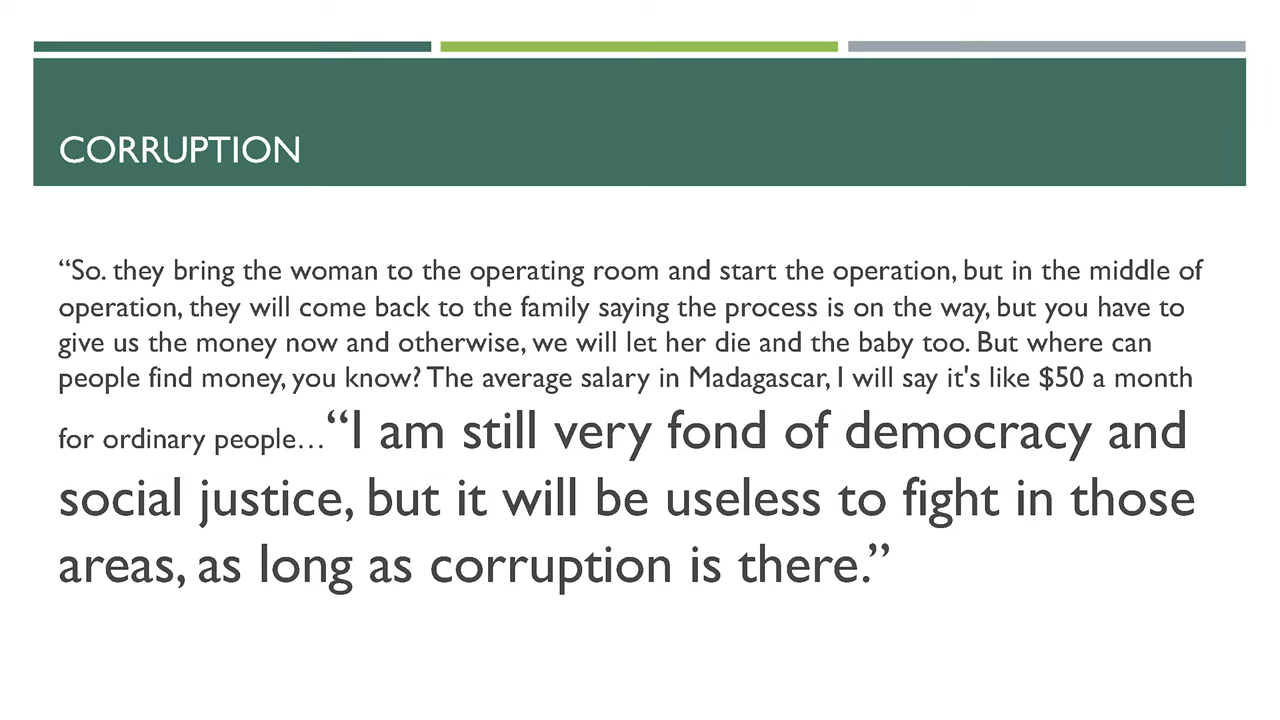 CORRUPTION
“So. they bring the woman to the operating room and start the operation, but in the middle of
operation, they will come back to the family saying the process is on the way, but you have to
give us the money now and otherwise, we will let her die and the baby too. But where can
people find money, you know? The average salary in Madagascar, I will say it's like $50 a month
for ordinary people…“I am still very fond of democracy and
social justice, but it will be useless to fight in those
areas, as long as corruption is there.”